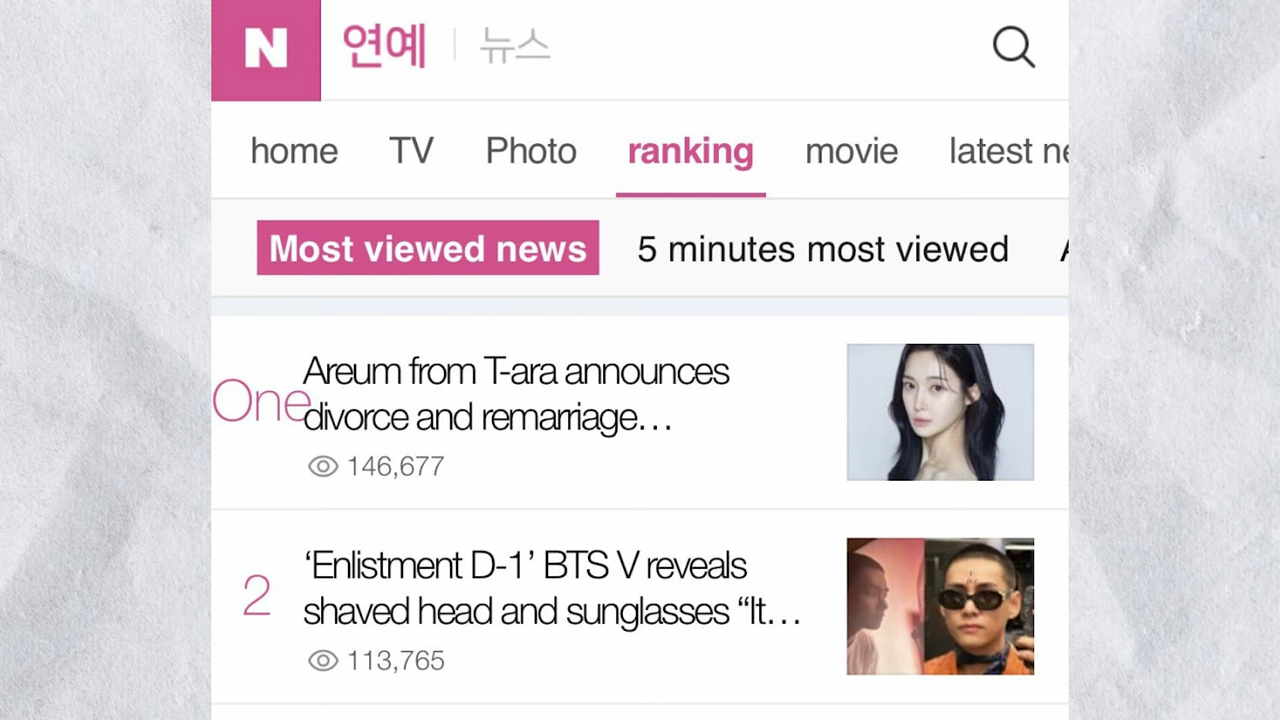 N 연예 | 뉴스
home TV Photo ranking movie latest ne
Most viewed news 5 minutes most viewed
One
Areum from T-ara announces
divorce and remarriage…
146,677
2
‘Enlistment D-1’ BTS V reveals
shaved head and sunglasses “It…
113,765